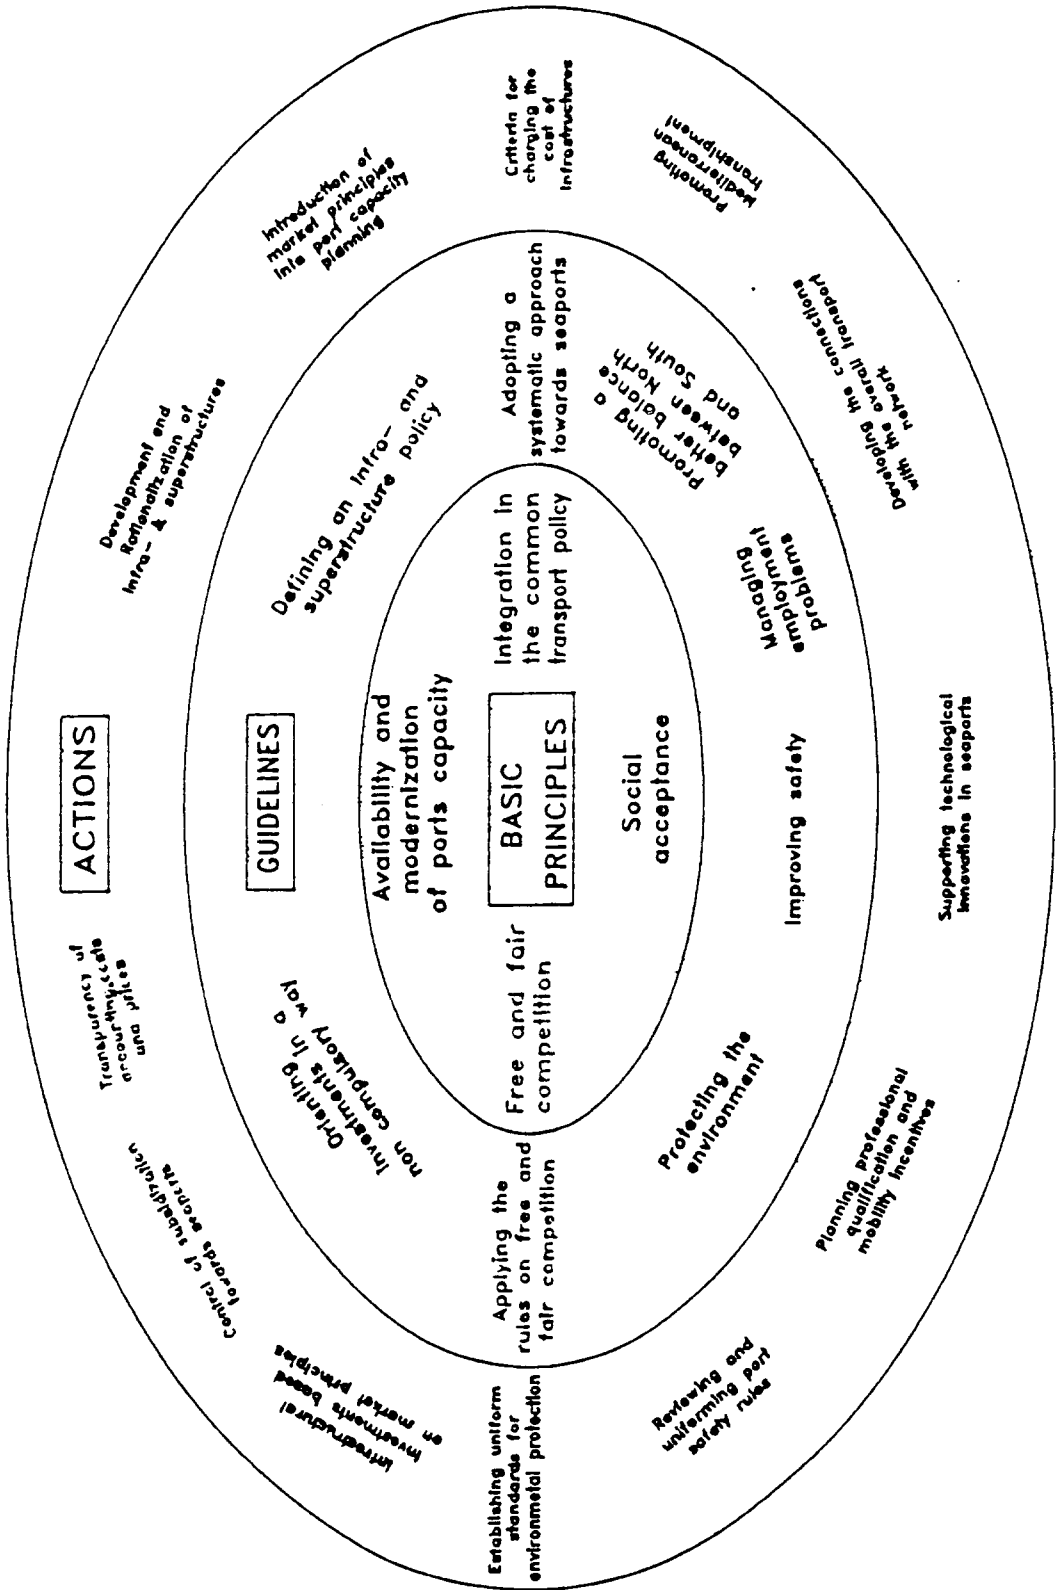 ACTIONS
Transparency of
accounting, costs
and prices
Control of subsidization
towards seaports
Infrastructural
investments based
on market principles
Development and
Rationalization of
Infra- & superstructures
Introduction of
market principles
into port capacity
planning
GUIDELINES
Orienting in a
investments in a
non compulsory way
Defining an Infra- and
superstructure policy
Availability and
modernization
of ports capacity
Establishing uniform
standards for
environmetal protection
Applying the
rules on free and
fair competition
Free and fair
competition
BASIC
PRINCIPLES
Integration in
the common
transport policy
Adopting a
systematic approach
towards seaports
Criteria for
charging the
cost of
Infrastructures
Social
acceptance
Promoting a
better balance
between North
and South
Promoting
Mediterranean
transhipment
Protecting the
environment
Improving safety
Managing
employment
problems
Reviewing and
uniforming port
safety rules
Planning professional
qualification and
mobility incentives
Supporting technological
innovations in seaports
Developing the connections
with the overall transport
network